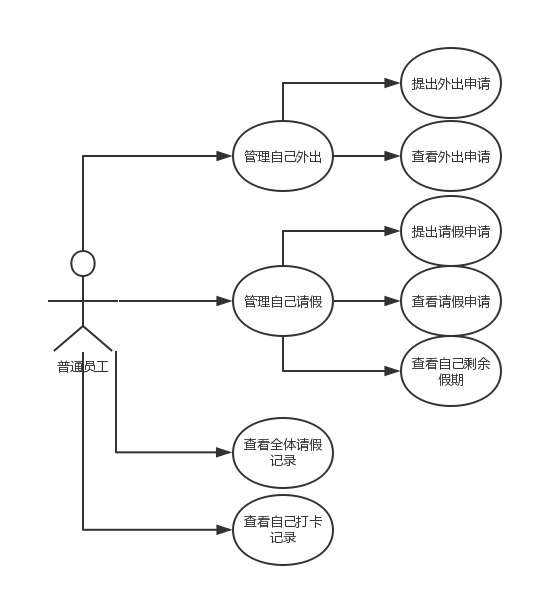 提出外出申请
管理自己外出
查看外出申请
提出请假申请
管理自己请假
查看请假申请
查看自己剩余
假期
普通员工
查看全体请假
记录
查看自己打卡
记录